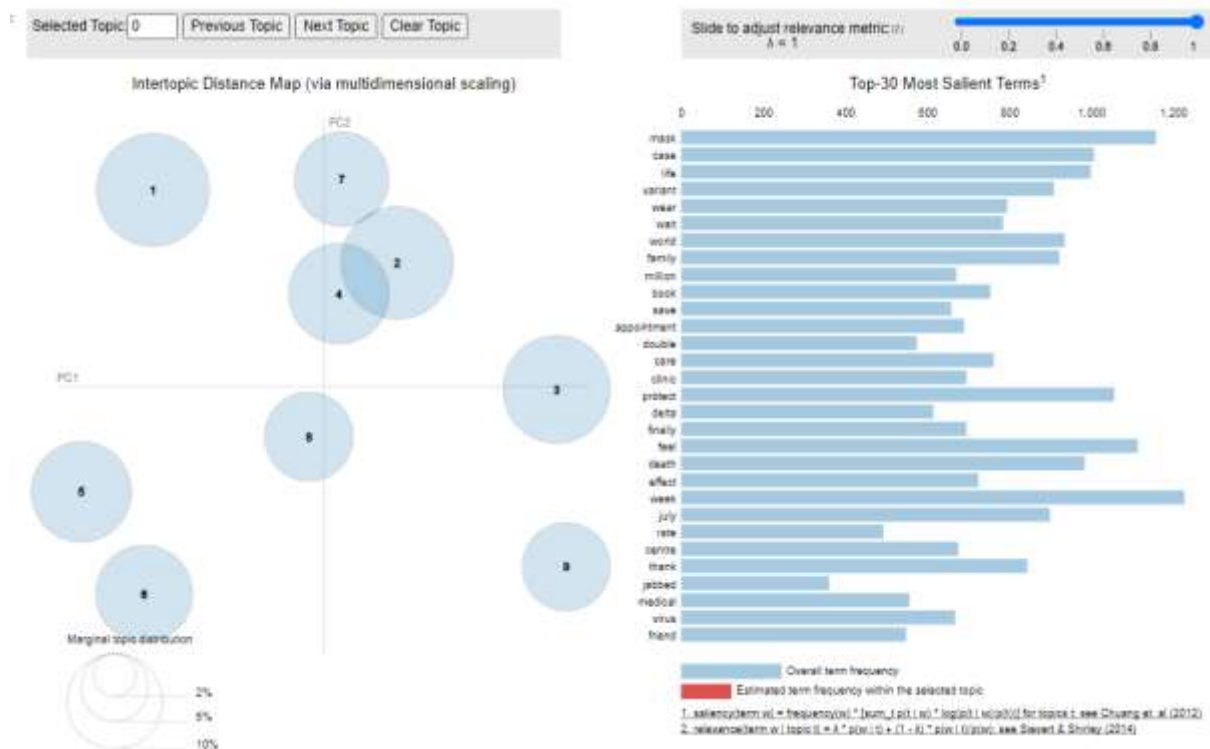 Selected Topic: 0 Previous Topic Next Topic Clear Topic
Slide to adjust relevance metric:(2)
λ = 1
0.0 0.2 0.4 0.6 0.8 1
Intertopic Distance Map (via multidimensional scaling)
PC2
PC1
1
7
2
4
3
8
5
6
9
Marginal topic distribution
2%
5%
10%
Top-30 Most Salient Terms1
0 200 400 600 800 1,000 1,200
mask
case
life
variant
wear
wait
world
family
million
book
save
appointment
double
care
clinic
protect
delta
finally
feel
death
effect
week
july
rate
centre
thank
jabbed
medical
virus
friend
Overall term frequency
Estimated term frequency within the selected topic
1. saliency(term w) = frequency(w) * [sum_t p(t | w) * log(p(t | w)/p(t))] for topics t; see Chuang et. al (2012)
2. relevance(term w | topic t) = λ * p(w | t) + (1 - λ) * p(w | t)/p(w); see Sievert & Shirley (2014)